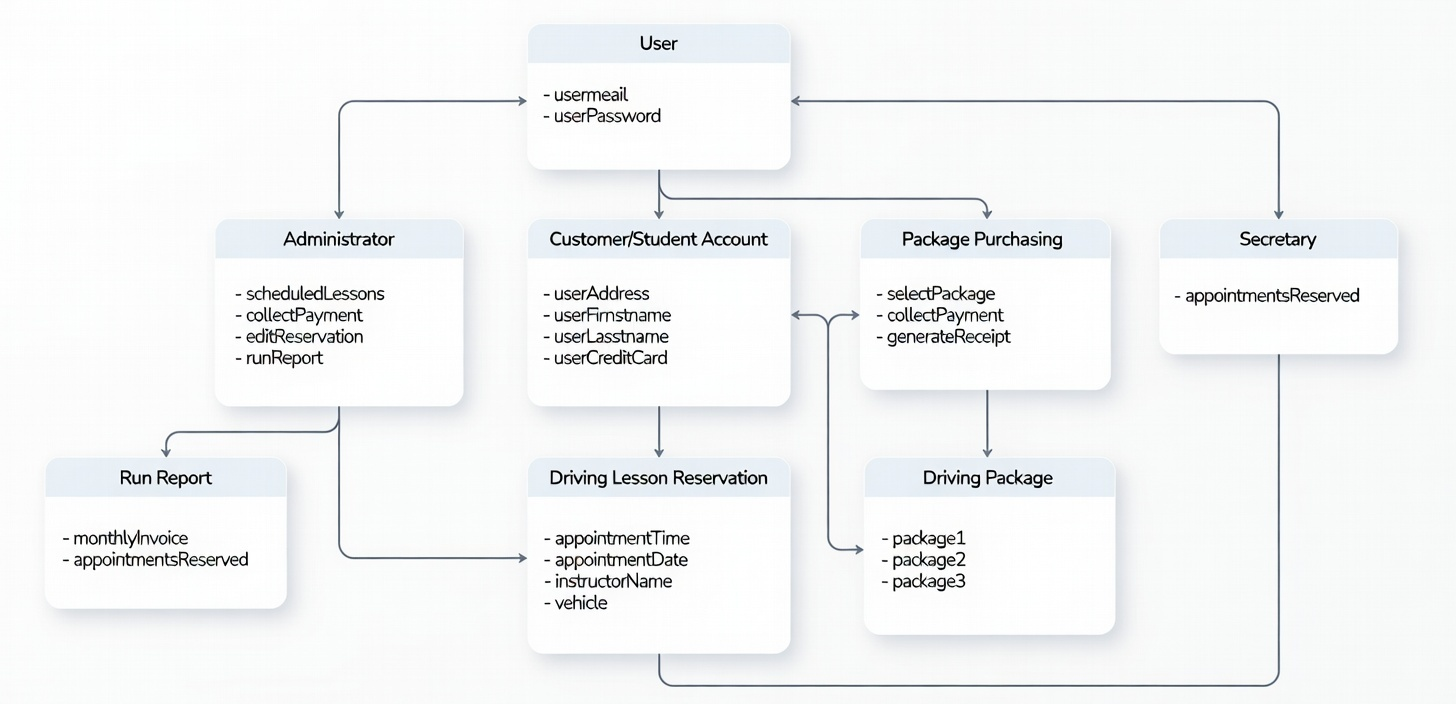 User
- usermeail
- userPassword
Administrator
- scheduledLessons
- collectPayment
- editReservation
- runReport
Customer/Student Account
- userAddress
- userFirnstname
- userLasstname
- userCreditCard
Package Purchasing
- selectPackage
- collectPayment
- generateReceipt
Secretary
- appointmentsReserved
Run Report
- monthlyInvoice
- appointmentsReserved
Driving Lesson Reservation
- appointmentTime
- appointmentDate
- instructorName
- vehicle
Driving Package
- package1
- package2
- package3